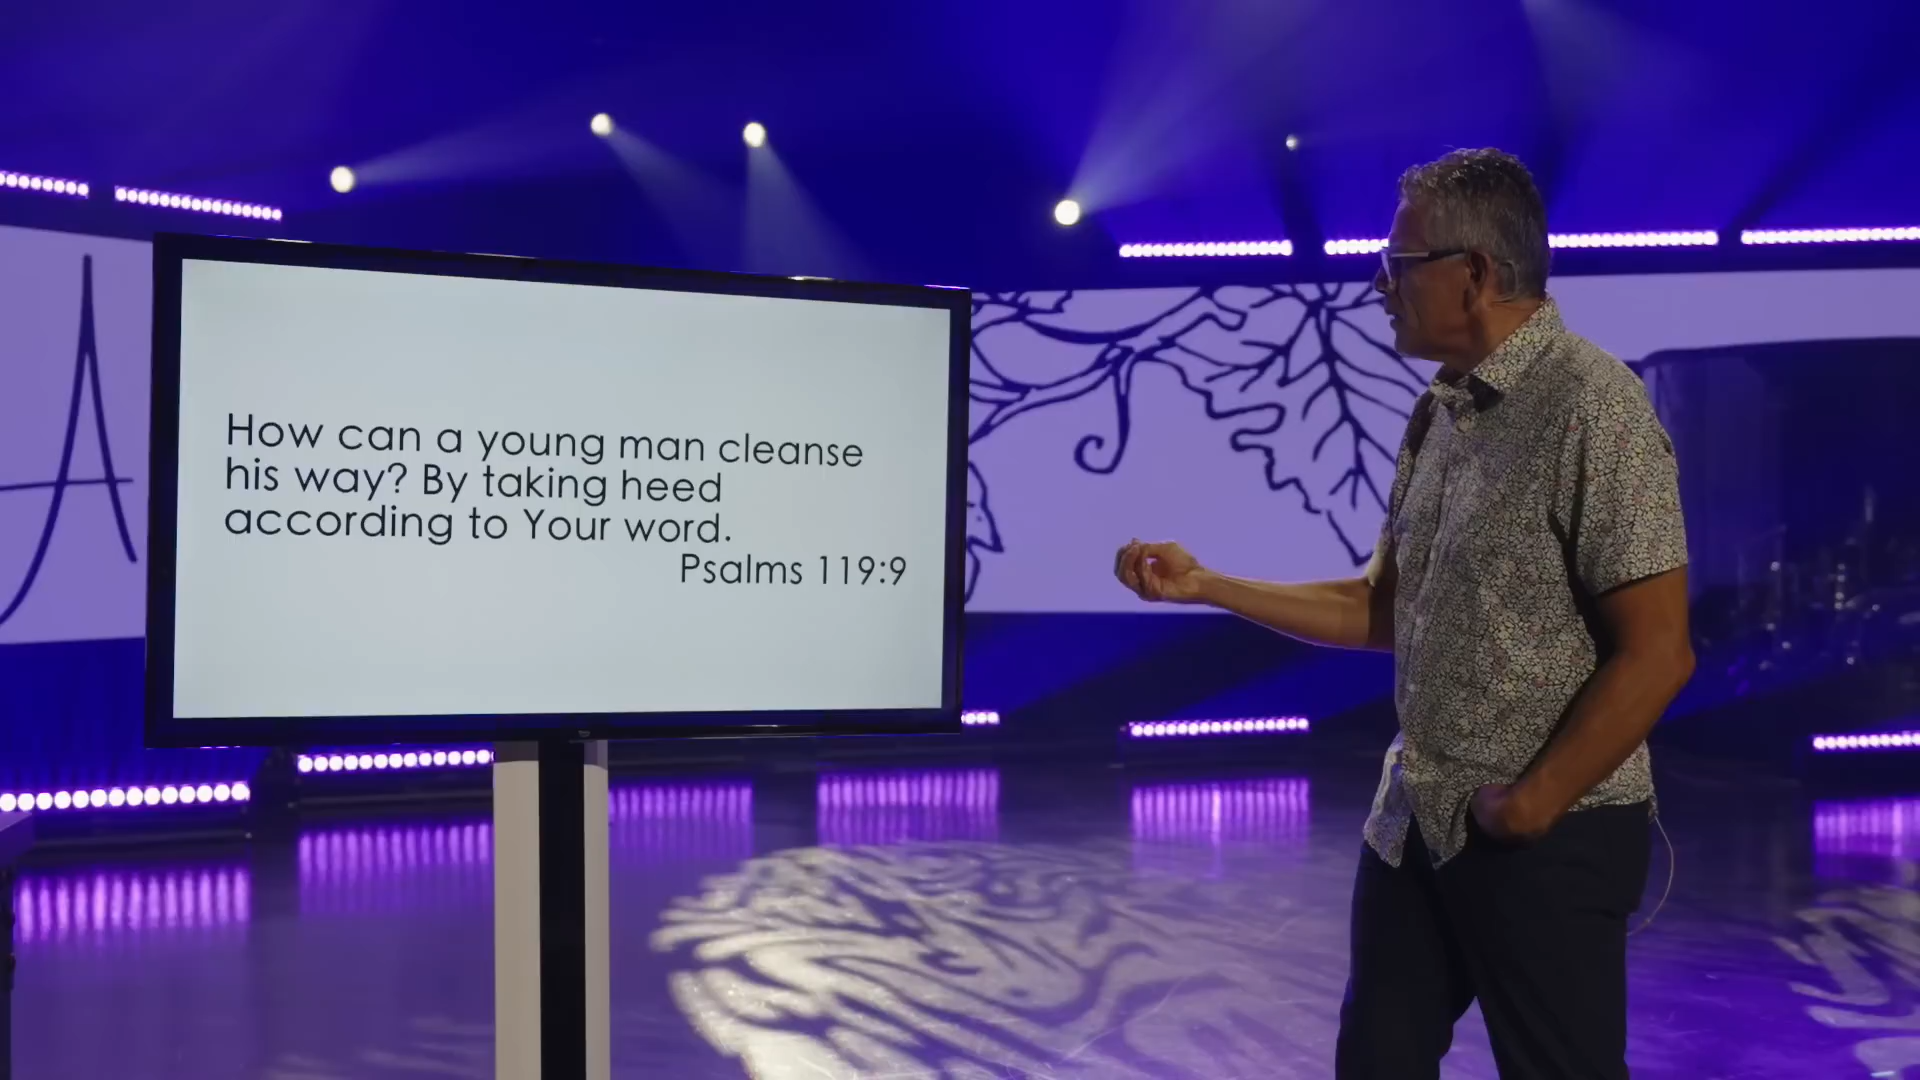 How can a young man cleanse
his way? By taking heed
according to Your word.
Psalms 119:9